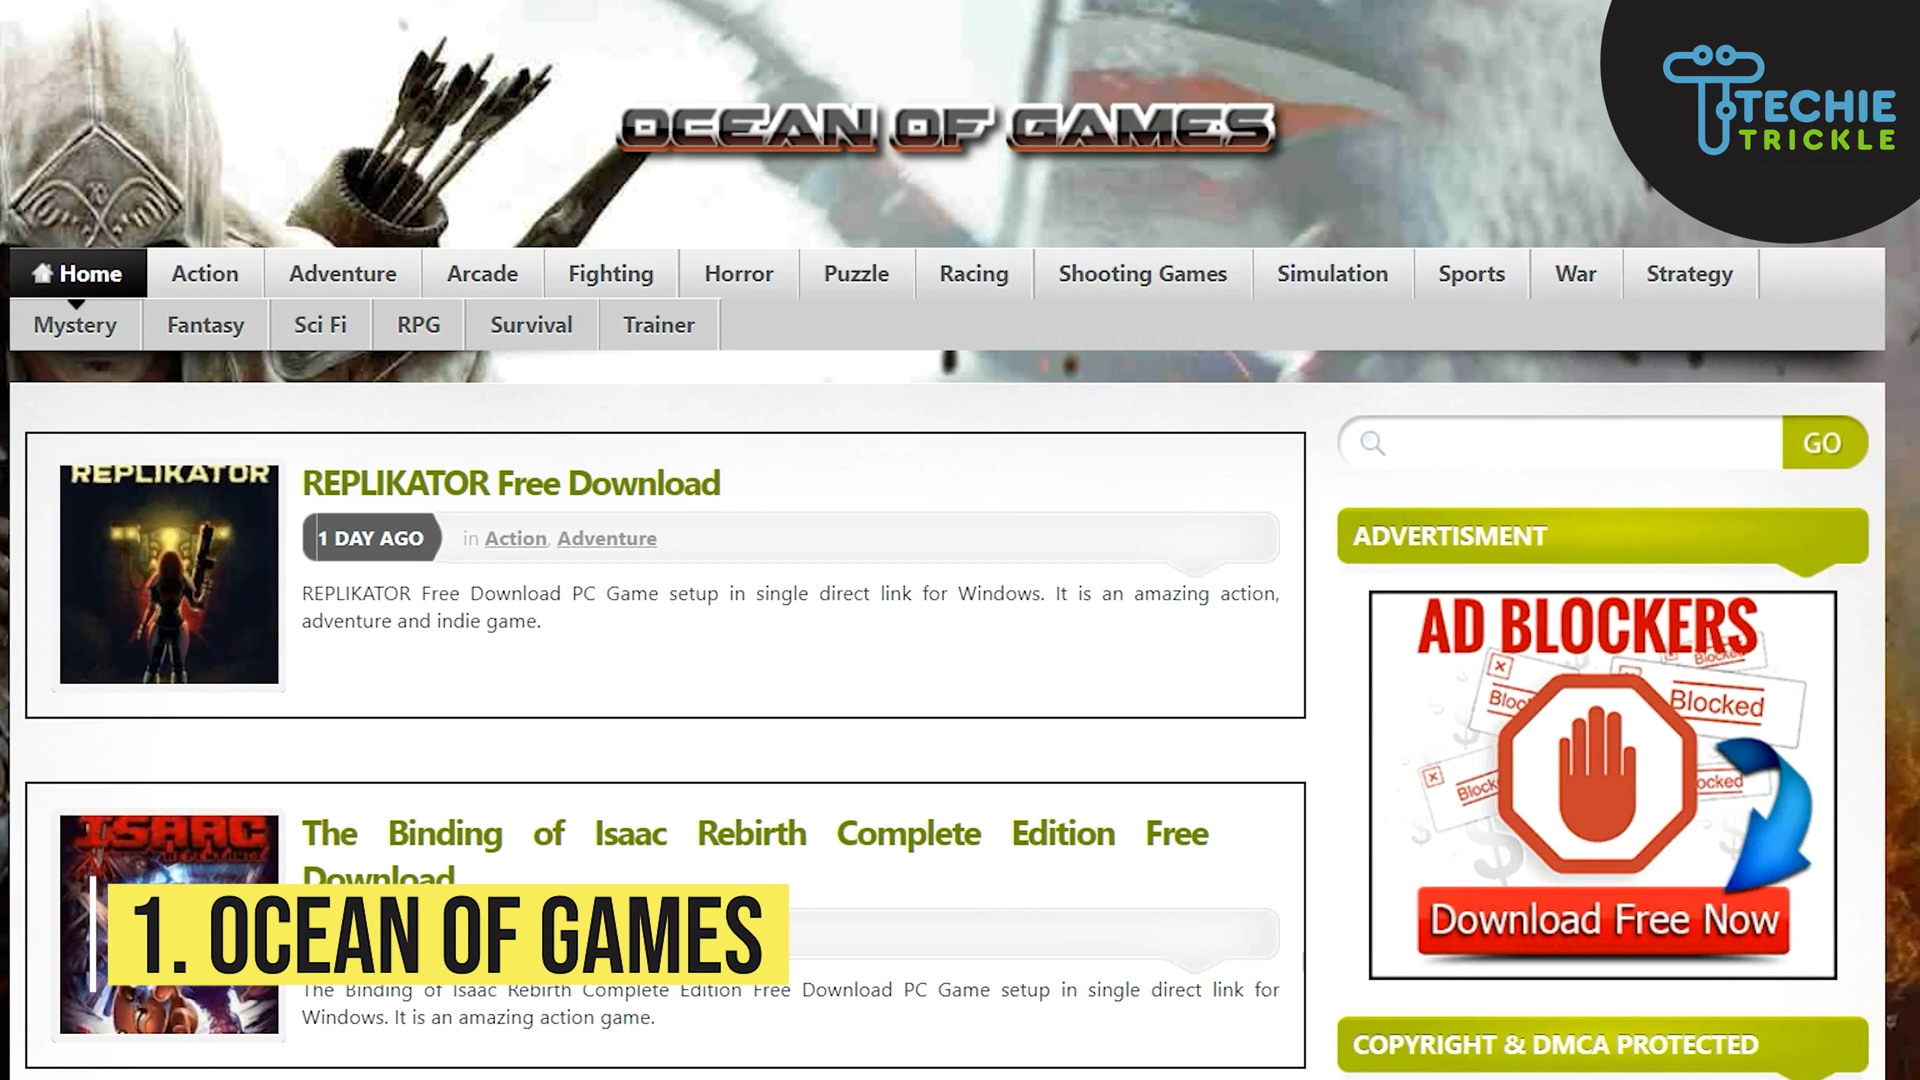 OCEAN OF GAMES
TECHIE
TRICKLE
Home Action Adventure Arcade Fighting Horror Puzzle Racing Shooting Games Simulation Sports War Strategy
Mystery Fantasy Sci Fi RPG Survival Trainer
GO
REPLIKATOR
REPLIKATOR Free Download
1 DAY AGO in Action, Adventure
REPLIKATOR Free Download PC Game setup in single direct link for Windows. It is an amazing action,
adventure and indie game.
ADVERTISMENT
AD BLOCKERS
Blocked
Blocked
Download Free Now
ISAAC
The Binding of Isaac Rebirth Complete Edition Free
Download
1. OCEAN OF GAMES
The Binding of Isaac Rebirth Complete Edition Free Download PC Game setup in single direct link for
Windows. It is an amazing action game.
COPYRIGHT & DMCA PROTECTED